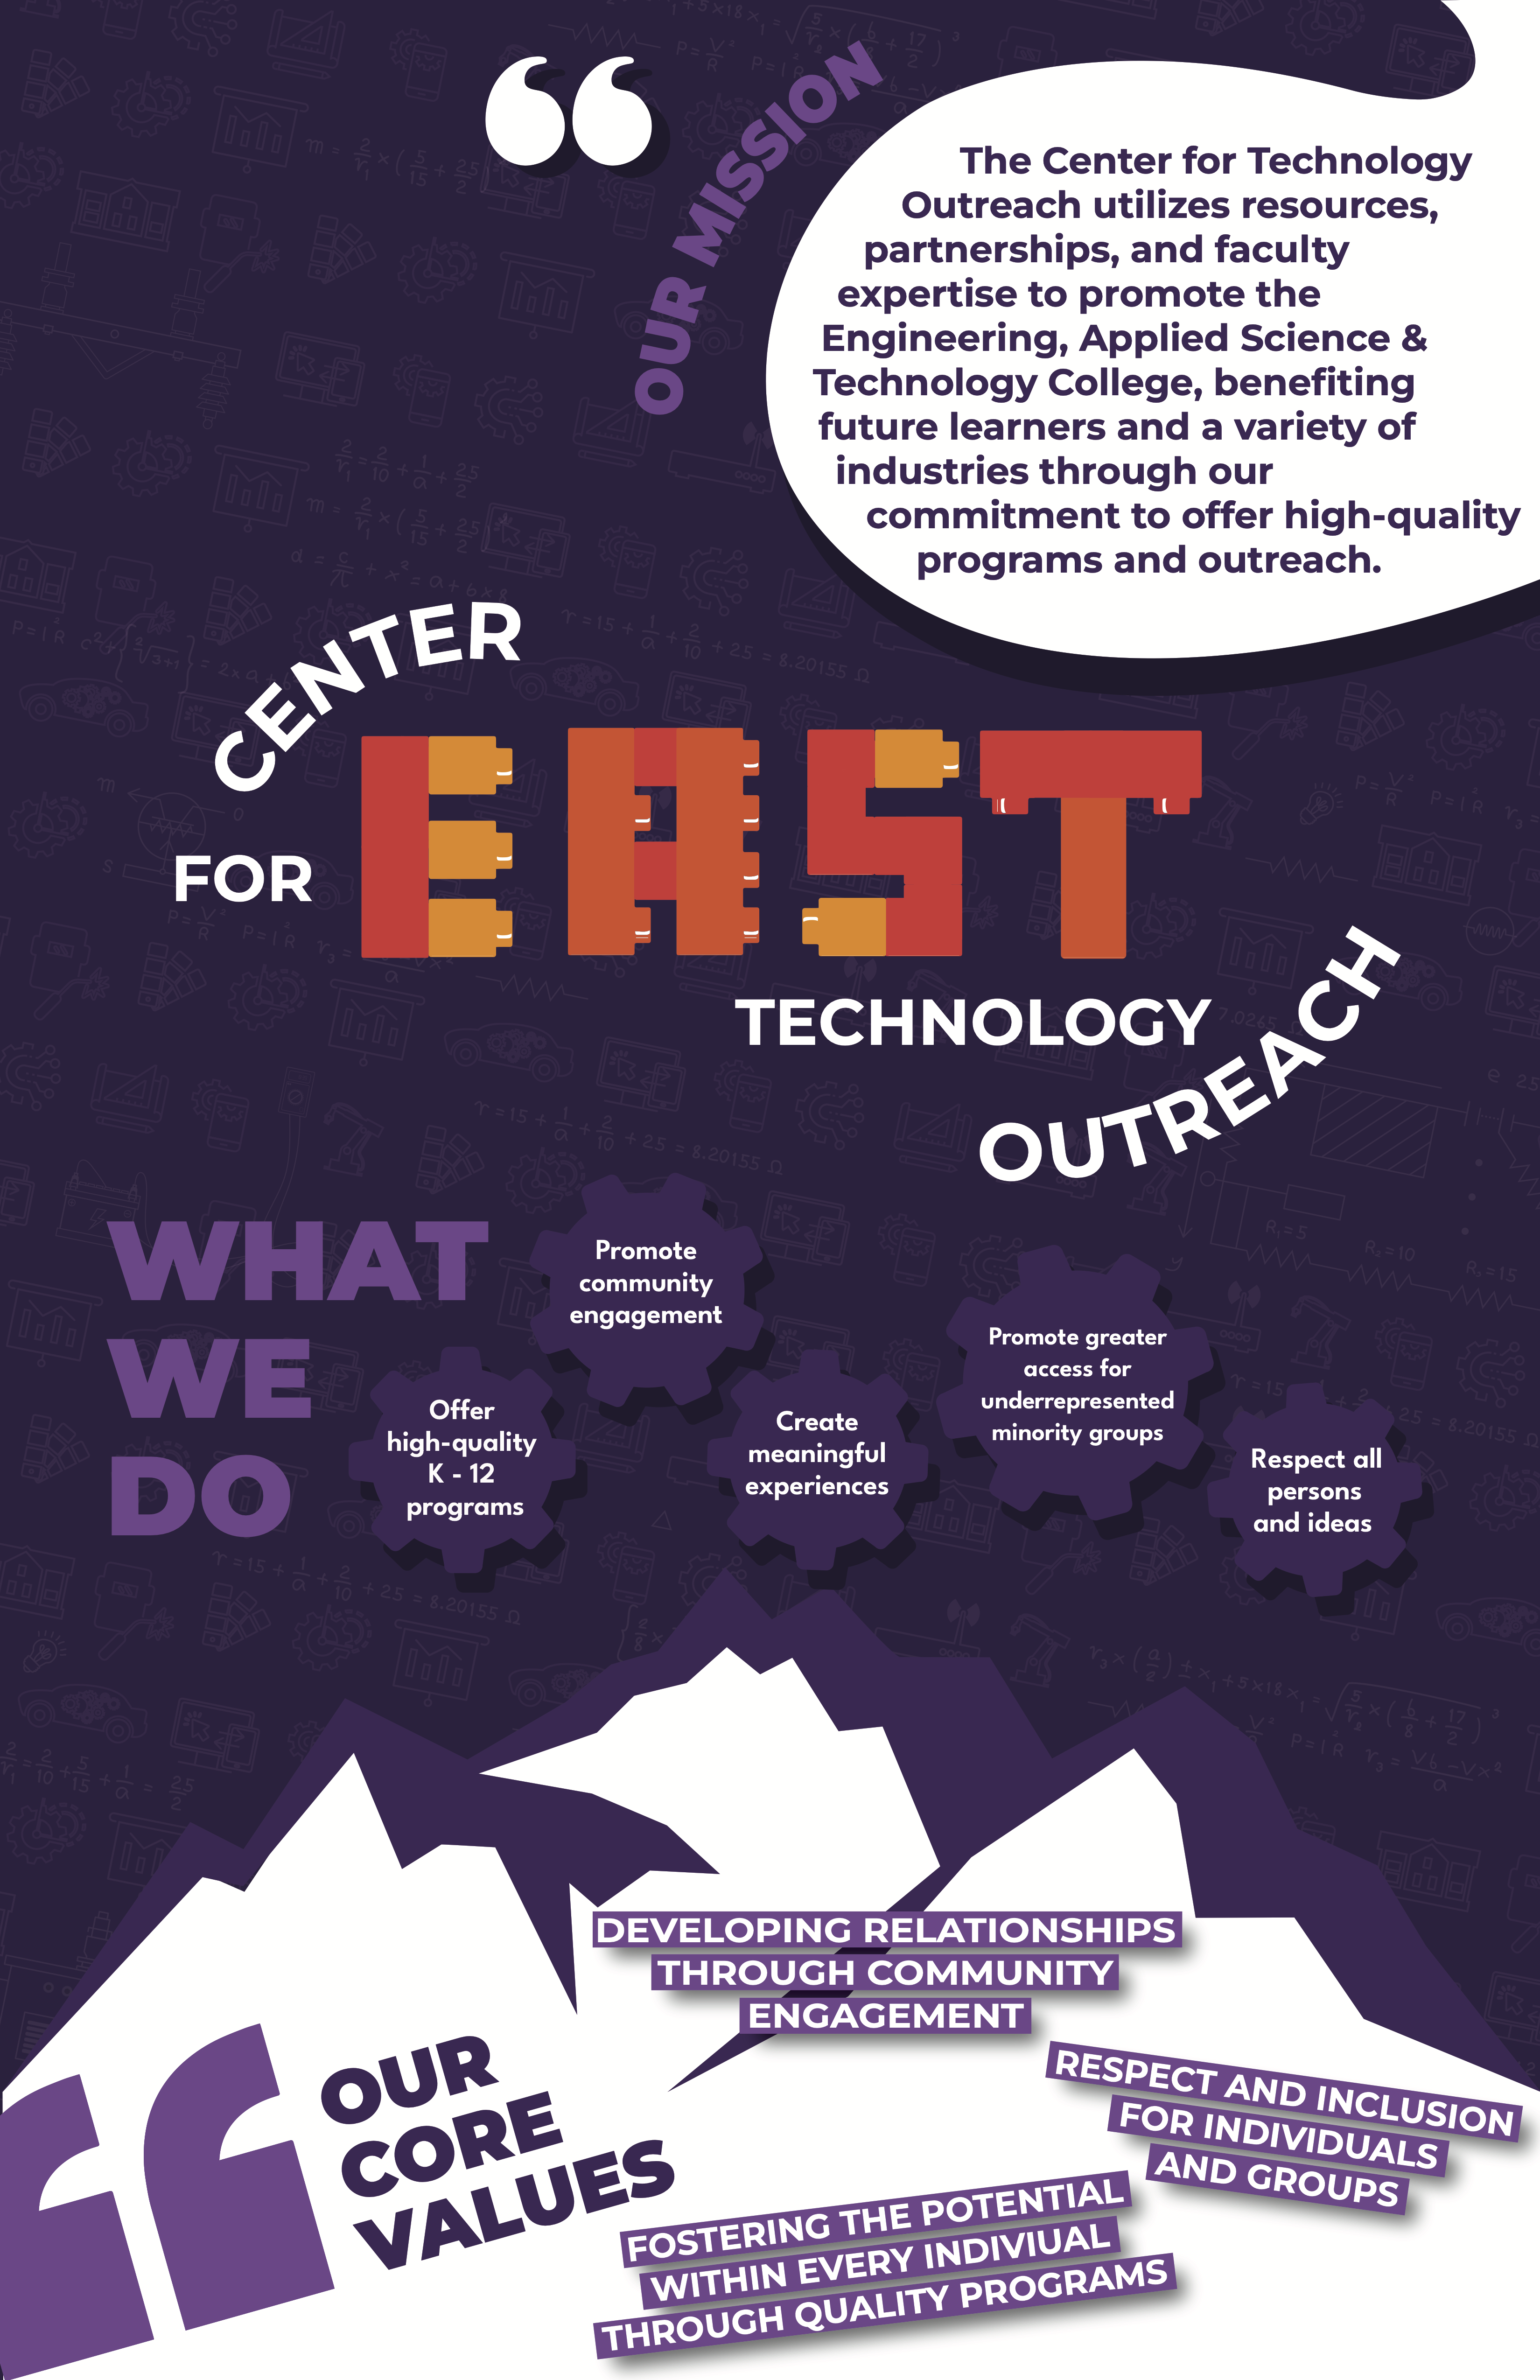 OUR MISSION
The Center for Technology
Outreach utilizes resources,
partnerships, and faculty
expertise to promote the
Engineering, Applied Science &
Technology College, benefiting
future learners and a variety of
industries through our
commitment to offer high-quality
programs and outreach.
CENTER
FOR
EAST
TECHNOLOGY
OUTREACH
WHAT
WE
DO
Promote
community
engagement
Offer
high-quality
K - 12
programs
Create
meaningful
experiences
Promote greater
access for
underrepresented
minority groups
Respect all
persons
and ideas
OUR
CORE
VALUES
DEVELOPING RELATIONSHIPS
THROUGH COMMUNITY
ENGAGEMENT
RESPECT AND INCLUSION
FOR INDIVIDUALS
AND GROUPS
FOSTERING THE POTENTIAL
WITHIN EVERY INDIVIUAL
THROUGH QUALITY PROGRAMS